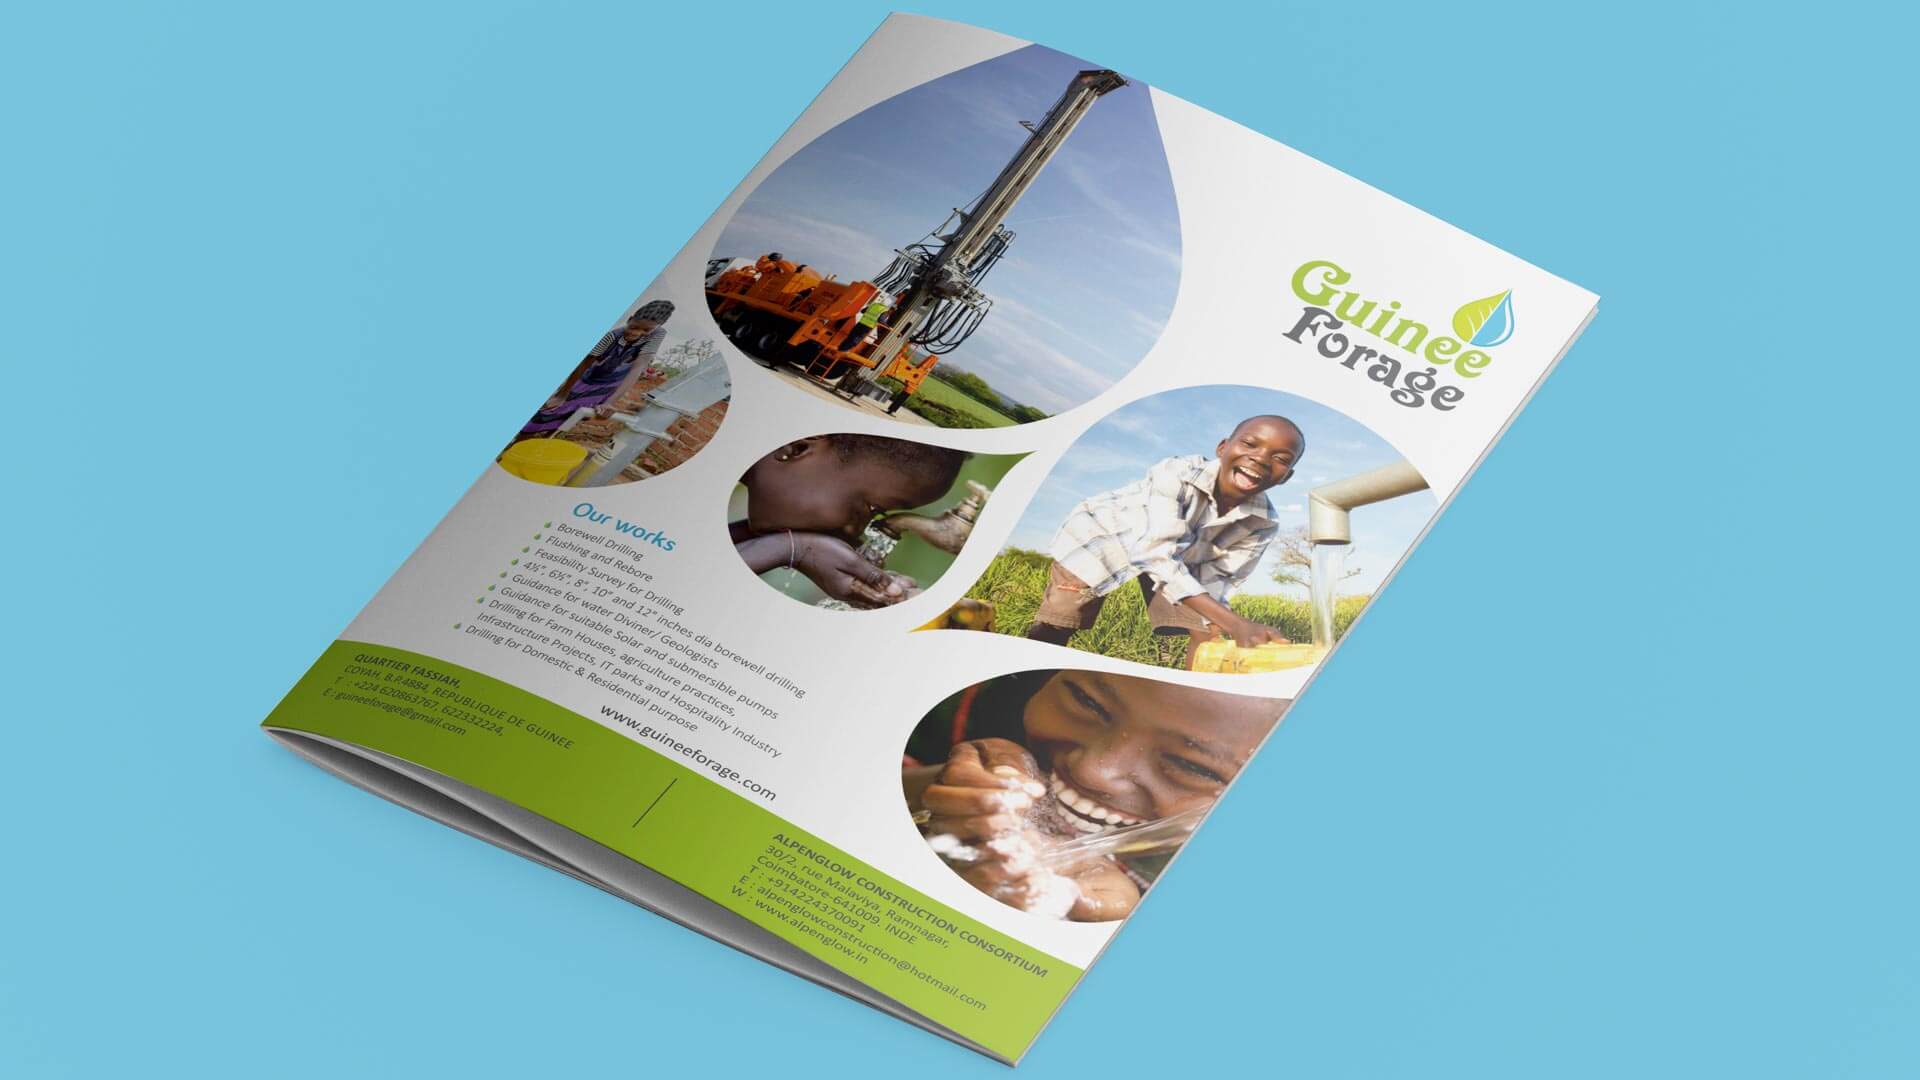 Guinee
Forage
Our works
Borewell Drilling
Flushing and Rebore
Feasibility Survey for Drilling
4½", 6½", 8", 10" and 12" inches dia borewell drilling
Guidance for water Diviner/ Geologists
Guidance for suitable Solar and submersible pumps
Drilling for Farm Houses, agriculture practices,
Infrastructure Projects, IT parks and Hospitality Industry
Drilling for Domestic & Residential purpose
www.guineeforage.com
QUARTIER FASSIAH,
COYAH, B.P.4884, REPUBLIQUE DE GUINEE
T : +224 620863767, 622332224,
E : guineeforage@gmail.com
ALPENGLOW CONSTRUCTION CONSORTIUM
30/2, rue Malaviya, Ramnagar,
Coimbatore-641009. INDE
T : +914224370091
E : alpenglowconstruction@hotmail.com
W : www.alpenglow.in